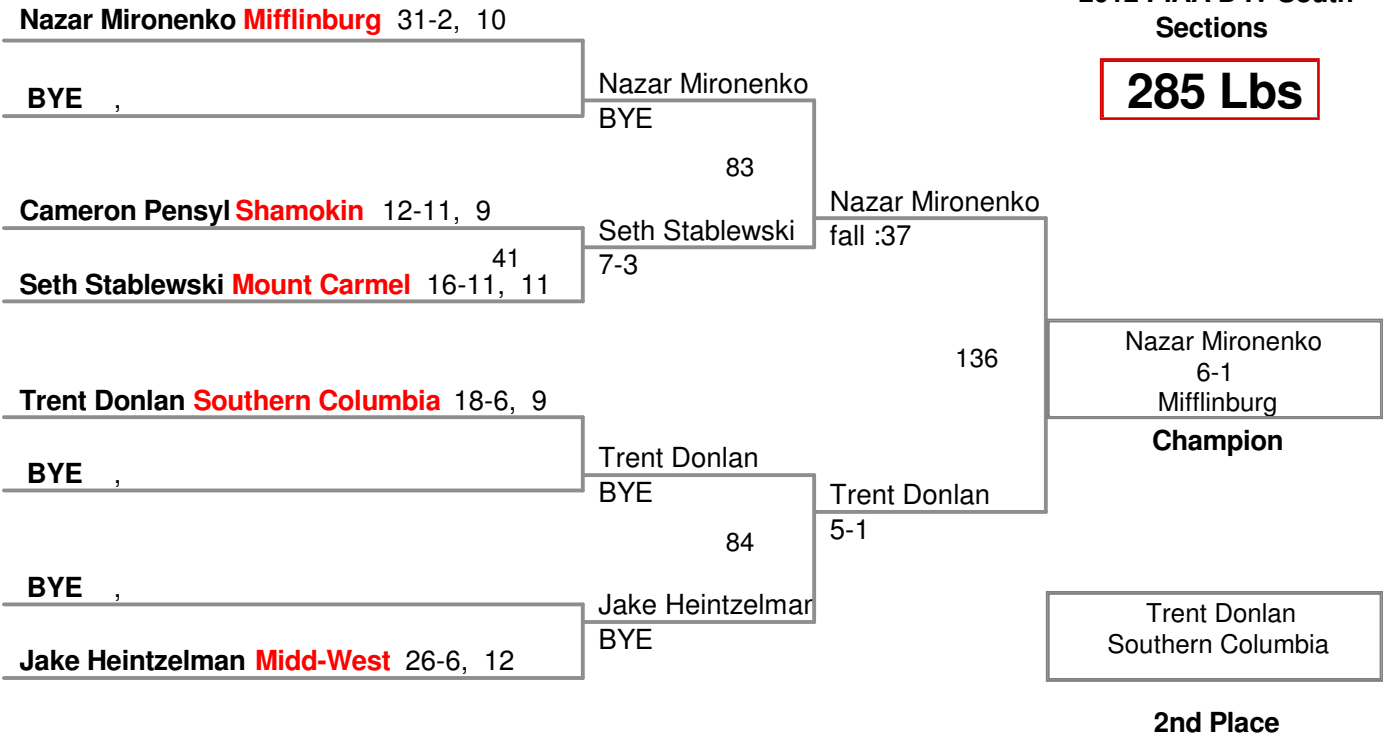 Sections
285 Lbs
Nazar Mironenko Mifflinburg 31-2, 10
BYE ,
Nazar Mironenko
BYE
83
Cameron Pensyl Shamokin 12-11, 9
41
Seth Stablewski Mount Carmel 16-11, 11
Seth Stablewski
7-3
Nazar Mironenko
fall :37
136
Nazar Mironenko
6-1
Mifflinburg
Champion
Trent Donlan Southern Columbia 18-6, 9
BYE ,
Trent Donlan
BYE
84
Trent Donlan
5-1
BYE ,
Jake Heintzelman Midd-West 26-6, 12
Jake Heintzelman
BYE
Trent Donlan
Southern Columbia
2nd Place